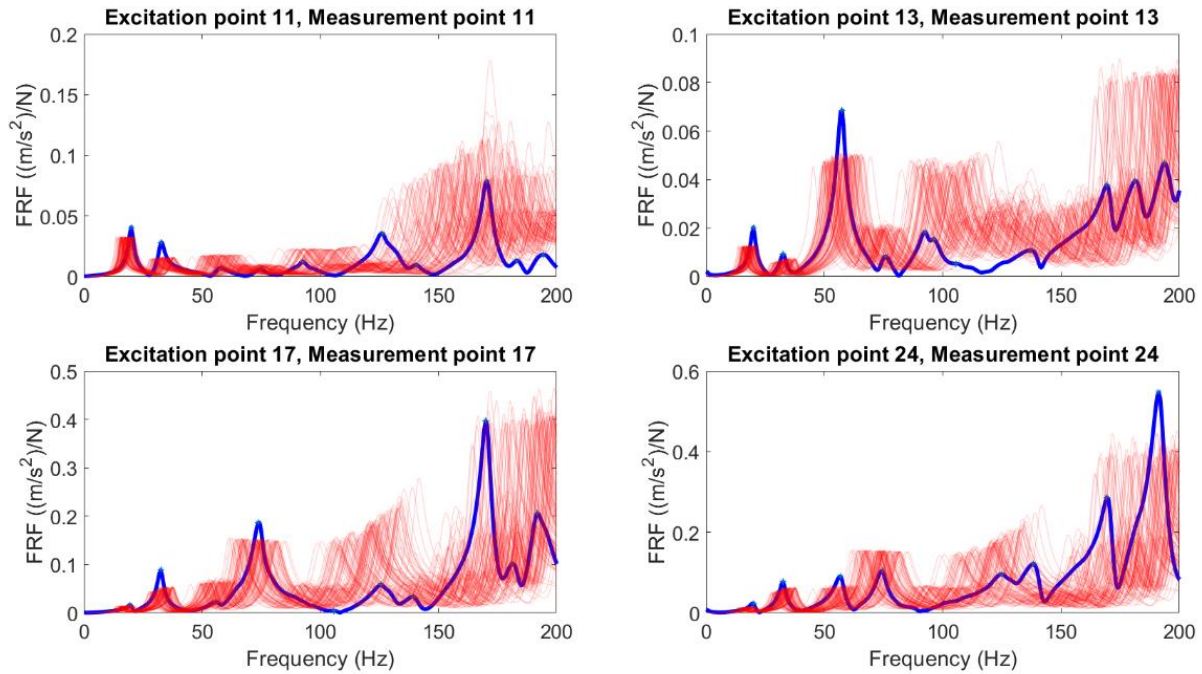 Excitation point 11, Measurement point 11
FRF ((m/s²)/N)
0.2
0.15
0.1
0.05
0
0 50 100 150 200
Frequency (Hz)
Excitation point 13, Measurement point 13
FRF ((m/s²)/N)
0.1
0.08
0.06
0.04
0.02
0
0 50 100 150 200
Frequency (Hz)
Excitation point 17, Measurement point 17
FRF ((m/s²)/N)
0.5
0.4
0.3
0.2
0.1
0
0 50 100 150 200
Frequency (Hz)
Excitation point 24, Measurement point 24
FRF ((m/s²)/N)
0.6
0.4
0.2
0
0 50 100 150 200
Frequency (Hz)